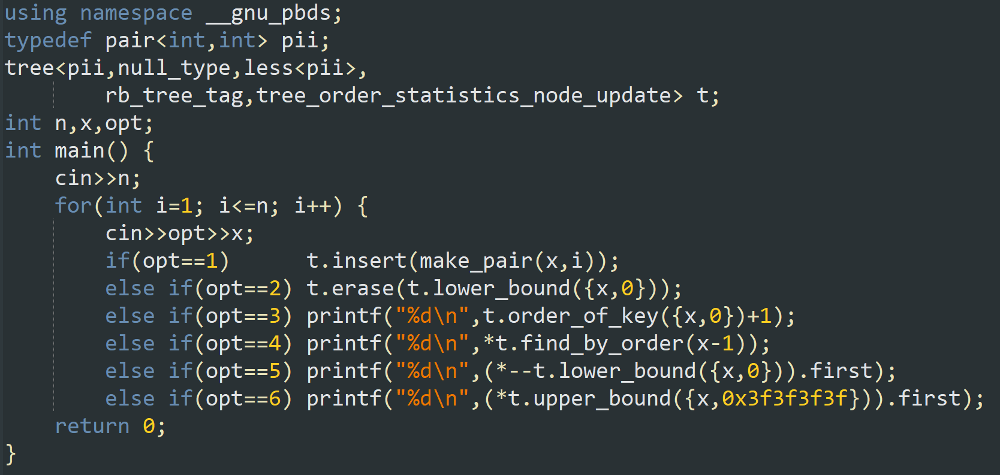 using namespace __gnu_pbds;
typedef pair<int,int> pii;
tree<pii,null_type,less<pii>,
        rb_tree_tag,tree_order_statistics_node_update> t;
int n,x,opt;
int main() {
    cin>>n;
    for(int i=1; i<=n; i++) {
        cin>>opt>>x;
        if(opt==1)      t.insert(make_pair(x,i));
        else if(opt==2) t.erase(t.lower_bound({x,0}));
        else if(opt==3) printf("%d\n",t.order_of_key({x,0})+1);
        else if(opt==4) printf("%d\n",*t.find_by_order(x-1));
        else if(opt==5) printf("%d\n",(*--t.lower_bound({x,0})).first);
        else if(opt==6) printf("%d\n",(*t.upper_bound({x,0x3f3f3f3f})).first);
    return 0;
}